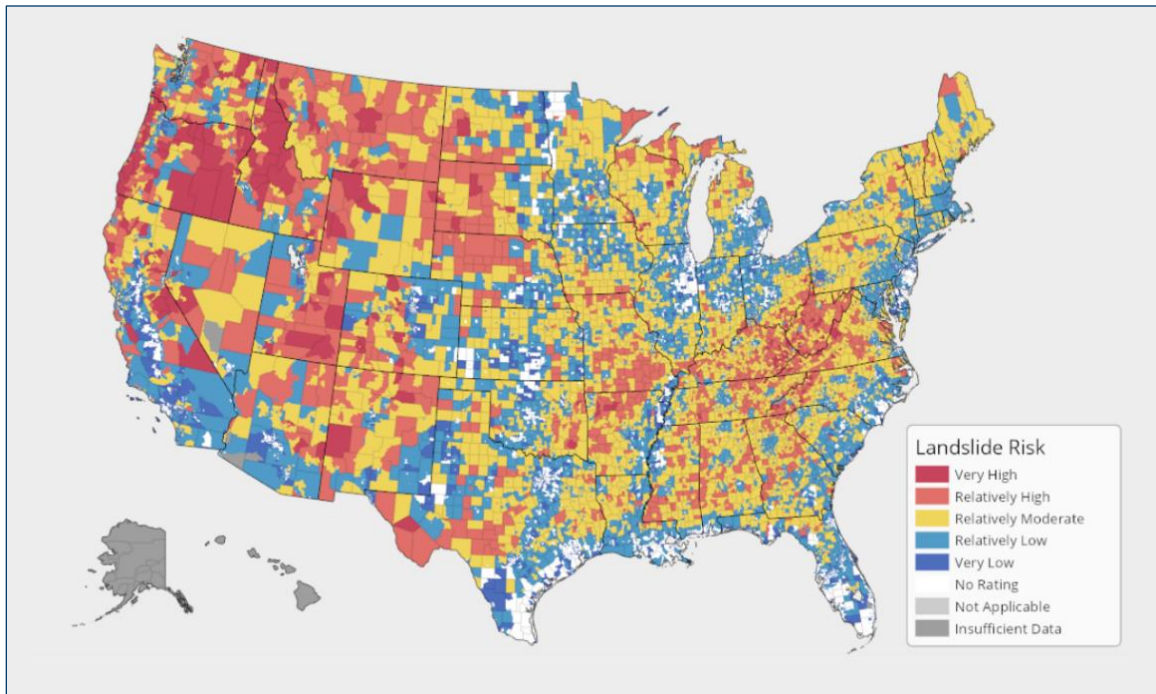 Landslide Risk
Very High
Relatively High
Relatively Moderate
Relatively Low
Very Low
No Rating
Not Applicable
Insufficient Data